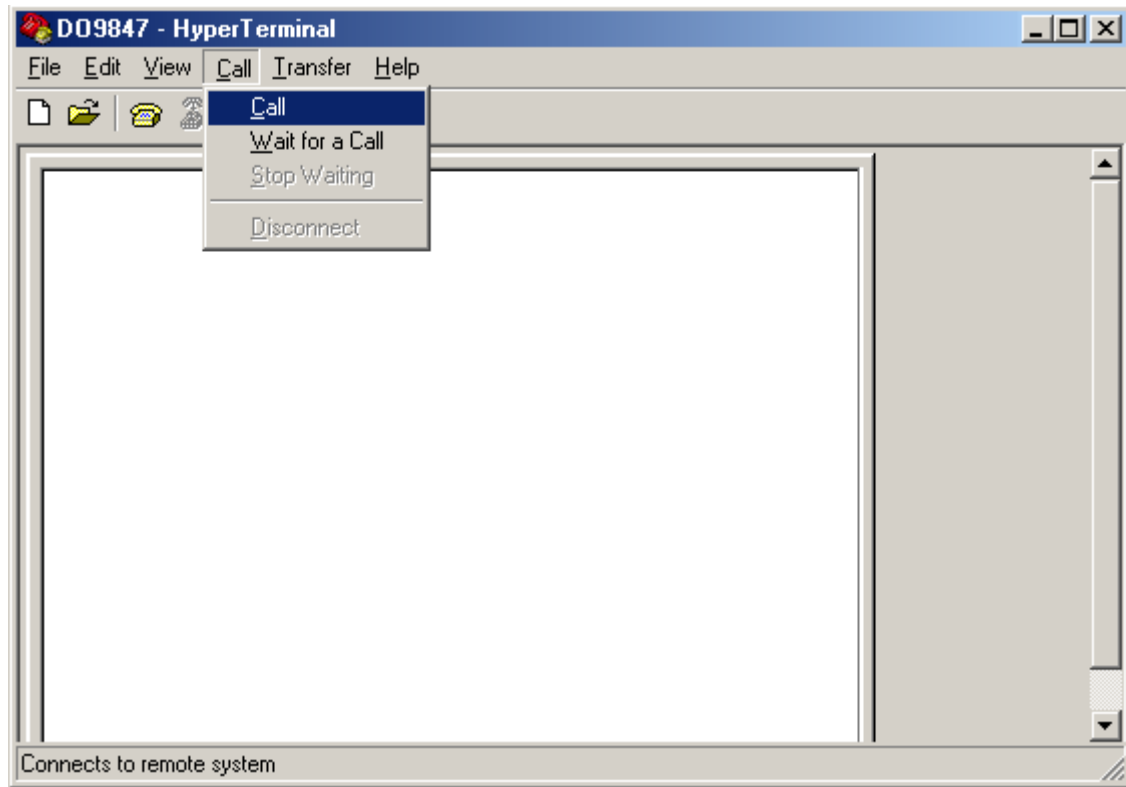 DO9847 - HyperTerminal
File Edit View Call Transfer Help
Call
Wait for a Call
Stop Waiting
Disconnect
Connects to remote system